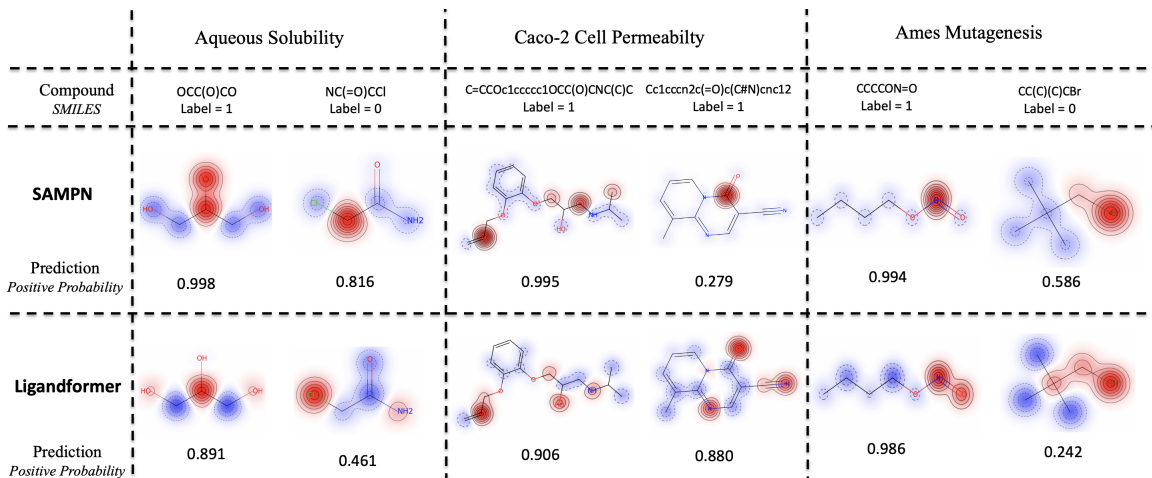 Aqueous Solubility
Caco-2 Cell Permeabilty
Ames Mutagenesis
Compound
SMILES
OCC(O)CO
Label = 1
NC(=O)CCl
Label = 0
C=CCOc1ccccc1OCC(O)CNC(C)C
Label = 1
Cc1cccn2c(=O)c(C#N)cnc12
Label = 1
CCCCON=O
Label = 1
CC(C)(C)CBr
Label = 0
SAMPN
HO
OH
Cl
O
NH2
O
O
OH
NH
O
N
N
N
O
N
O
Prediction
Positive Probability
0.998
0.816
0.995
0.279
0.994
0.586
Ligandformer
OH
HO
OH
Cl
O
NH2
O
O
NH
N
N
N
O
N
O
Prediction
Positive Probability
0.891
0.461
0.906
0.880
0.986
0.242